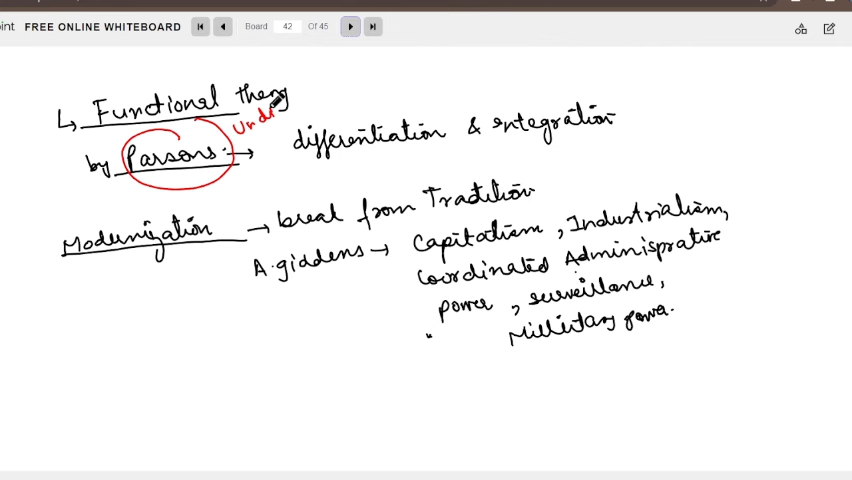 FREE ONLINE WHITEBOARD Board 42 Of 45
↳ Functional theory
by Parsons → differentiation & integration
Modernization → break from Tradition
A. giddens → Capitalism, Industrialism,
Coordinated Administrative
power, surveillance,
Millitary power.